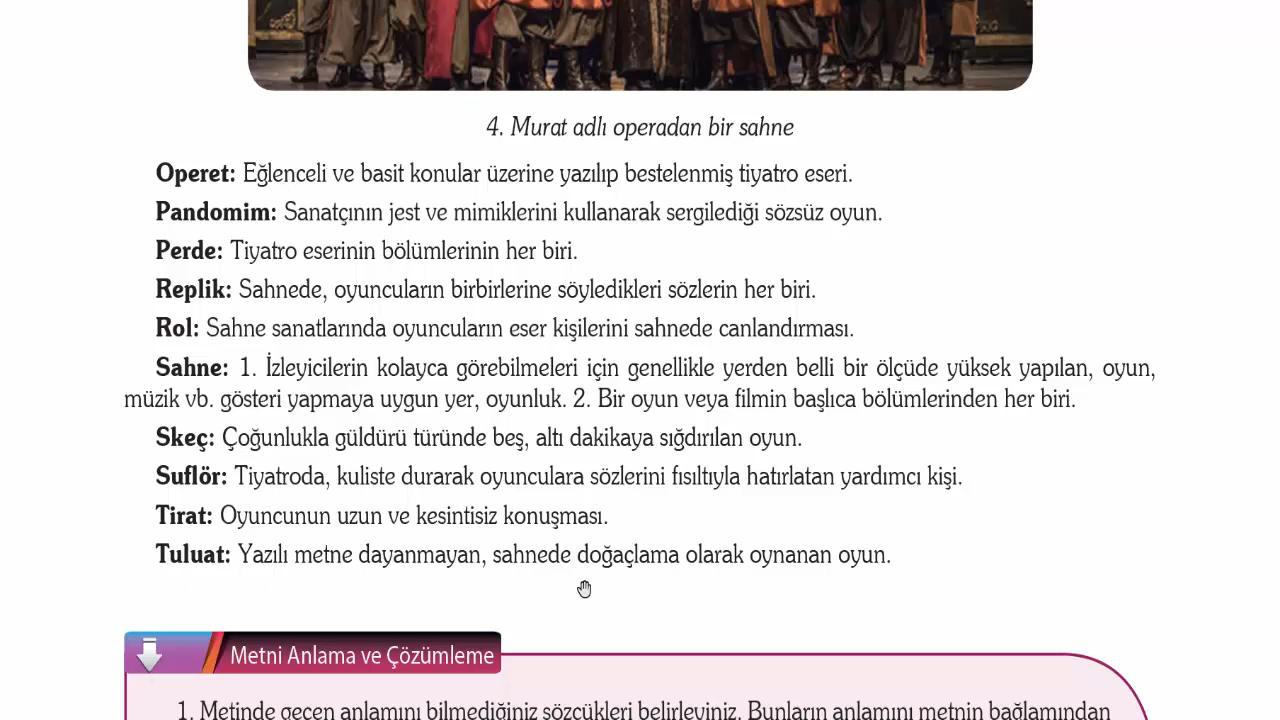 4. Murat adlı operadan bir sahne
Operet: Eğlenceli ve basit konular üzerine yazılıp bestelenmiş tiyatro eseri.
Pandomim: Sanatçının jest ve mimiklerini kullanarak sergilediği sözsüz oyun.
Perde: Tiyatro eserinin bölümlerinin her biri.
Replik: Sahnede, oyuncuların birbirlerine söyledikleri sözlerin her biri.
Rol: Sahne sanatlarında oyuncuların eser kişilerini sahnede canlandırması.
Sahne: 1. İzleyicilerin kolayca görebilmeleri için genellikle yerden belli bir ölçüde yüksek yapılan, oyun,
müzik vb. gösteri yapmaya uygun yer, oyunluk. 2. Bir oyun veya filmin başlıca bölümlerinden her biri.
Skeç: Çoğunlukla güldürü türünde beş, altı dakikaya sığdırılan oyun.
Suflör: Tiyatroda, kuliste durarak oyunculara sözlerini fısıltıyla hatırlatan yardımcı kişi.
Tirat: Oyuncunun uzun ve kesintisiz konuşması.
Tuluat: Yazılı metne dayanmayan, sahnede doğaçlama olarak oynanan oyun.
Metni Anlama ve Çözümleme
1. Metinde geçen anlamını bilmediğiniz sözcükleri belirleyiniz. Bunların anlamını metnin bağlamından